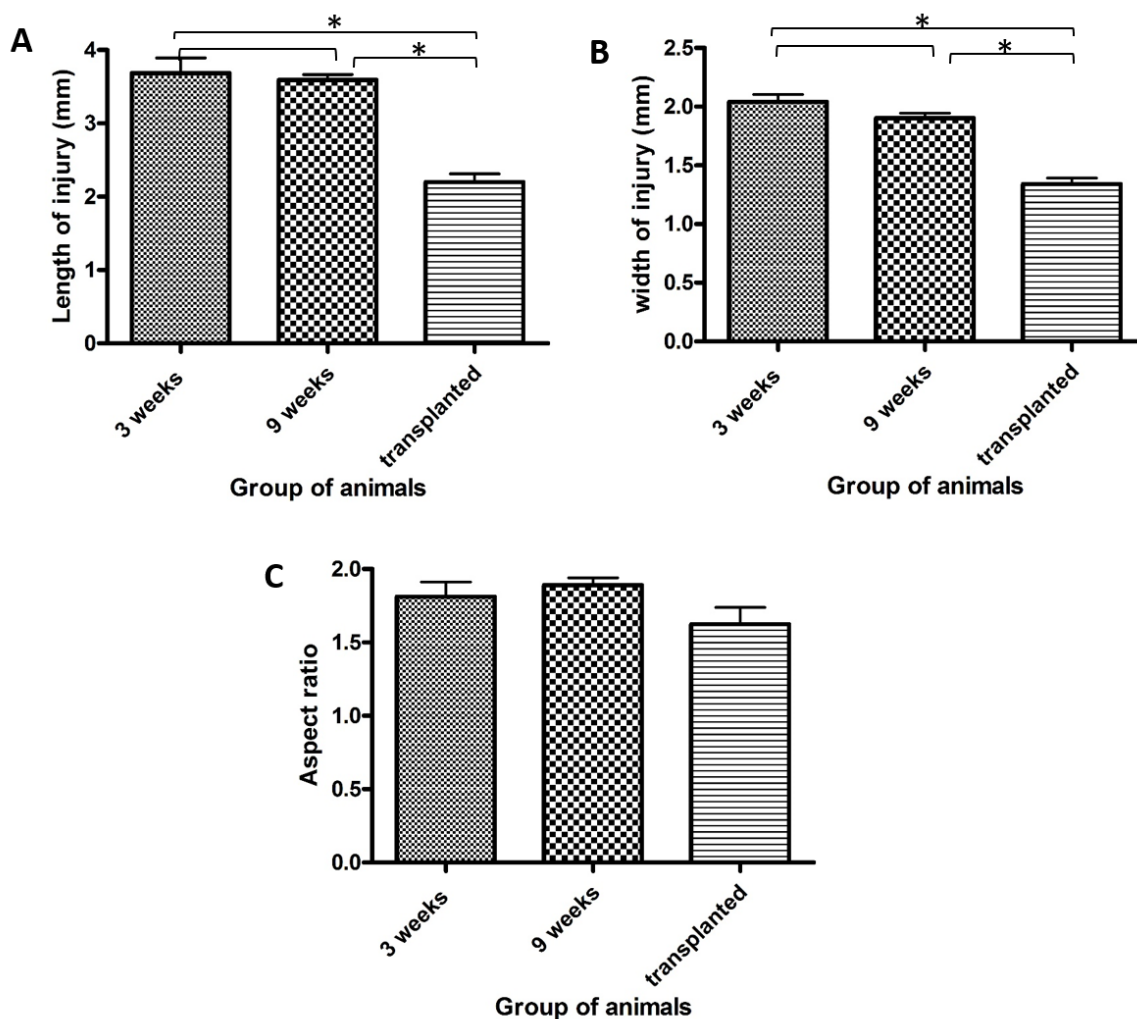 A
*
*
Length of injury (mm)
4
3
2
1
0
3 weeks
9 weeks
transplanted
Group of animals
B
*
*
width of injury (mm)
2.5
2.0
1.5
1.0
0.5
0.0
3 weeks
9 weeks
transplanted
Group of animals
C
Aspect ratio
2.0
1.5
1.0
0.5
0.0
3 weeks
9 weeks
transplanted
Group of animals